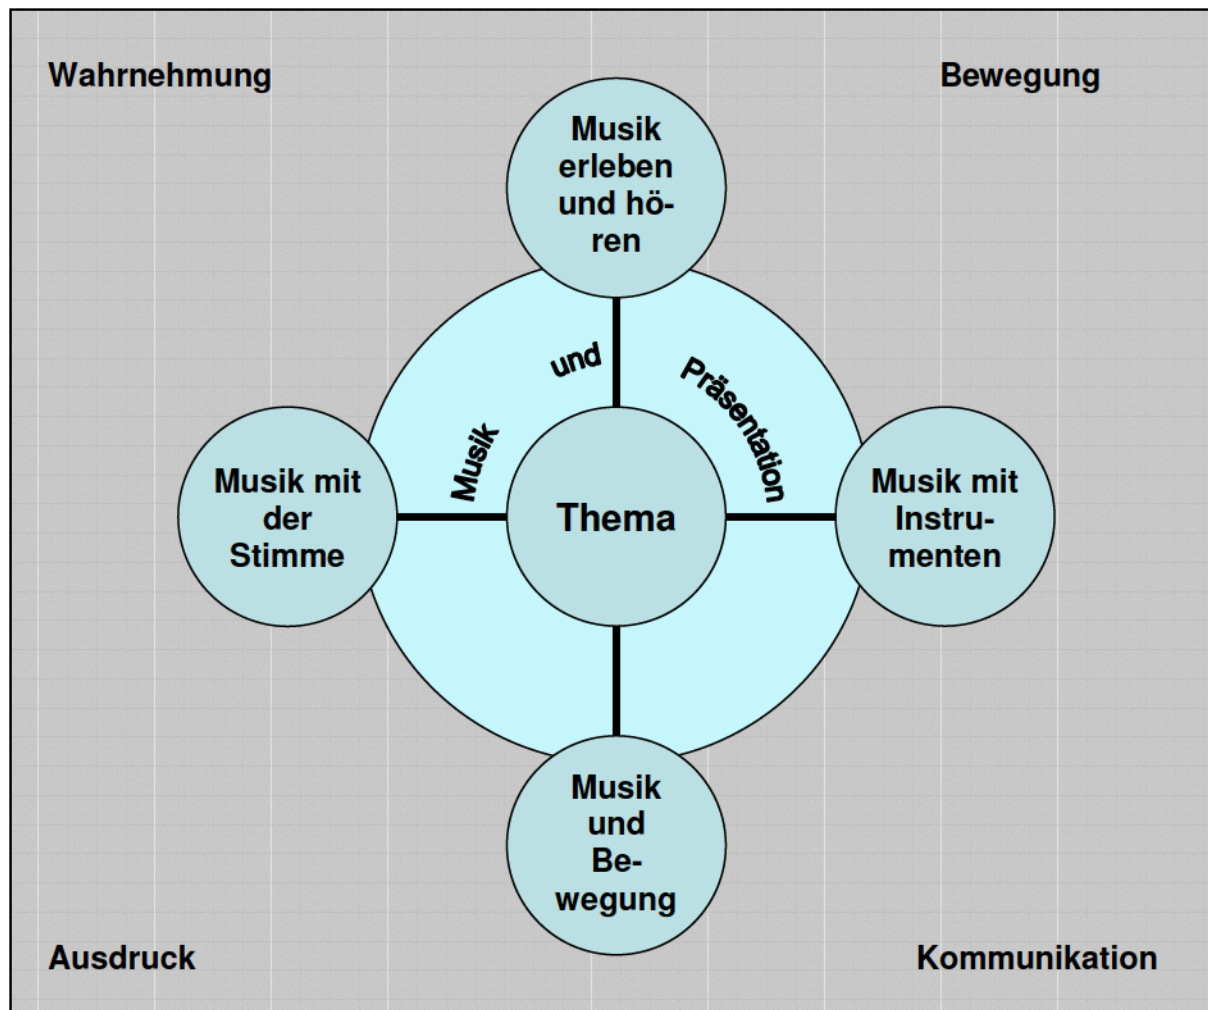 Wahrnehmung
Bewegung
Musik
erleben
und hö-
ren
Musik und Präsentation
Musik mit
der
Stimme
Thema
Musik mit
Instru-
menten
Musik
und
Be-
wegung
Ausdruck
Kommunikation